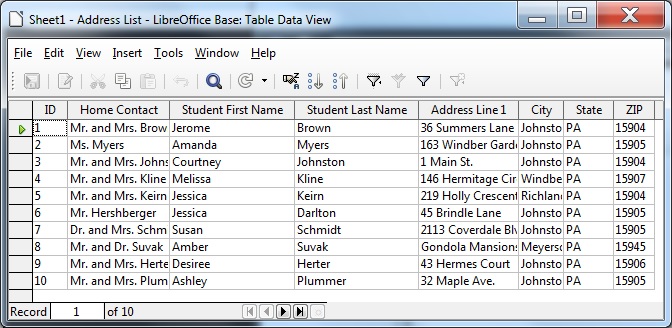 Sheet1 - Address List - LibreOffice Base: Table Data View
File Edit View Insert Tools Window Help
ID Home Contact Student First Name Student Last Name Address Line 1 City State ZIP
1 Mr. and Mrs. Brow Jerome Brown 36 Summers Lane Johnsto PA 15904
2 Ms. Myers Amanda Myers 163 Windber Gard Johnsto PA 15905
3 Mr. and Mrs. Johns Courtney Johnston 1 Main St. Johnsto PA 15904
4 Mr. and Mrs. Kline Melissa Kline 146 Hermitage Cir Windbe PA 15907
5 Mr. and Mrs. Keirn Jessica Keirn 219 Holly Crescent Richlan PA 15904
6 Mr. Hershberger Jessica Darlton 45 Brindle Lane Johnsto PA 15905
7 Dr. and Mrs. Schm Susan Schmidt 2113 Coverdale Blv Johnsto PA 15905
8 Mr. and Dr. Suvak Amber Suvak Gondola Mansions Meyerso PA 15945
9 Mr. and Mrs. Herte Desiree Herter 43 Hermes Court Johnsto PA 15906
10 Mr. and Mrs. Plum Ashley Plummer 32 Maple Ave. Johnsto PA 15905
Record 1 of 10